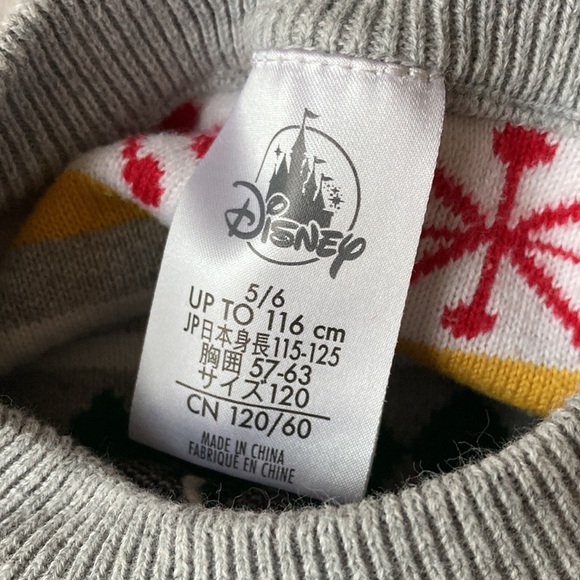 Disney
5/6
UP TO 116 cm
JP日本身長115-125
胸囲 57-63
サイズ120
CN 120/60
MADE IN CHINA
FABRIQUÉ EN CHINE